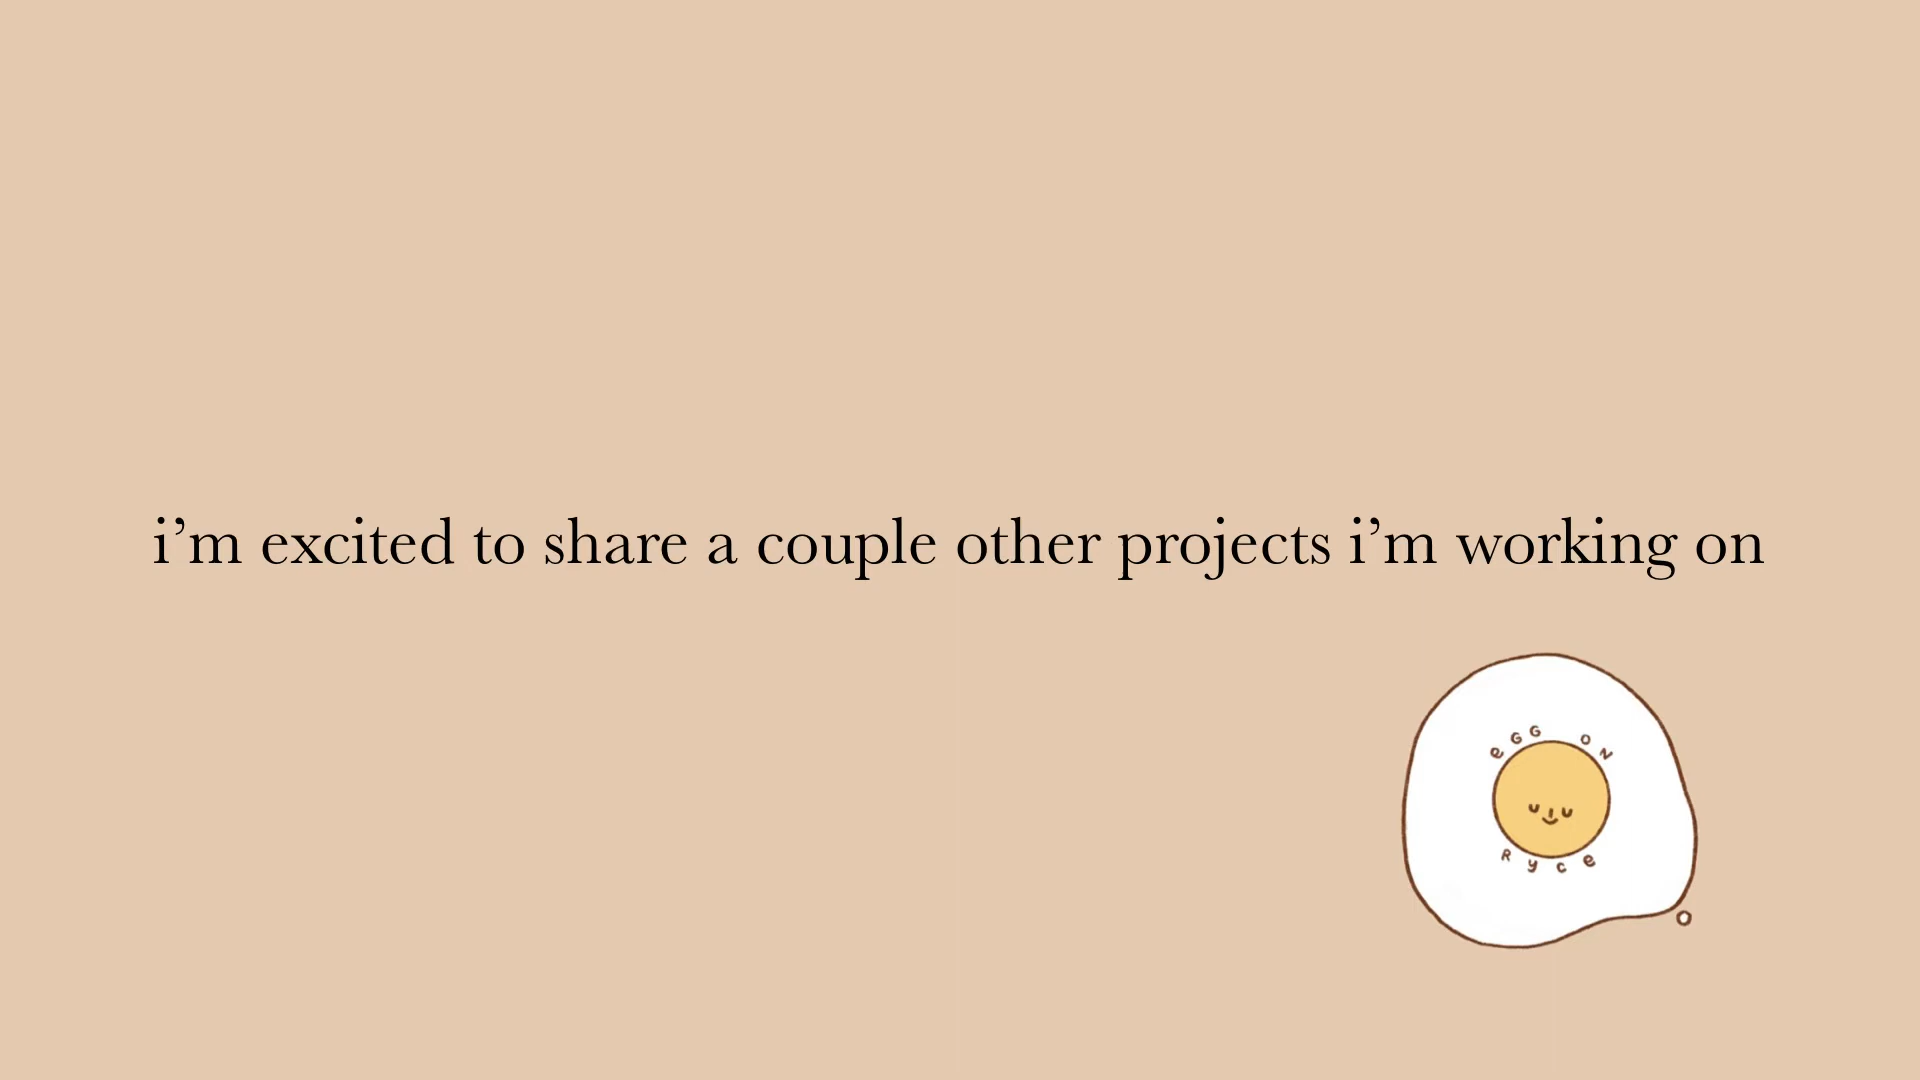 i’m excited to share a couple other projects i’m working on
eGG ON
Ryce